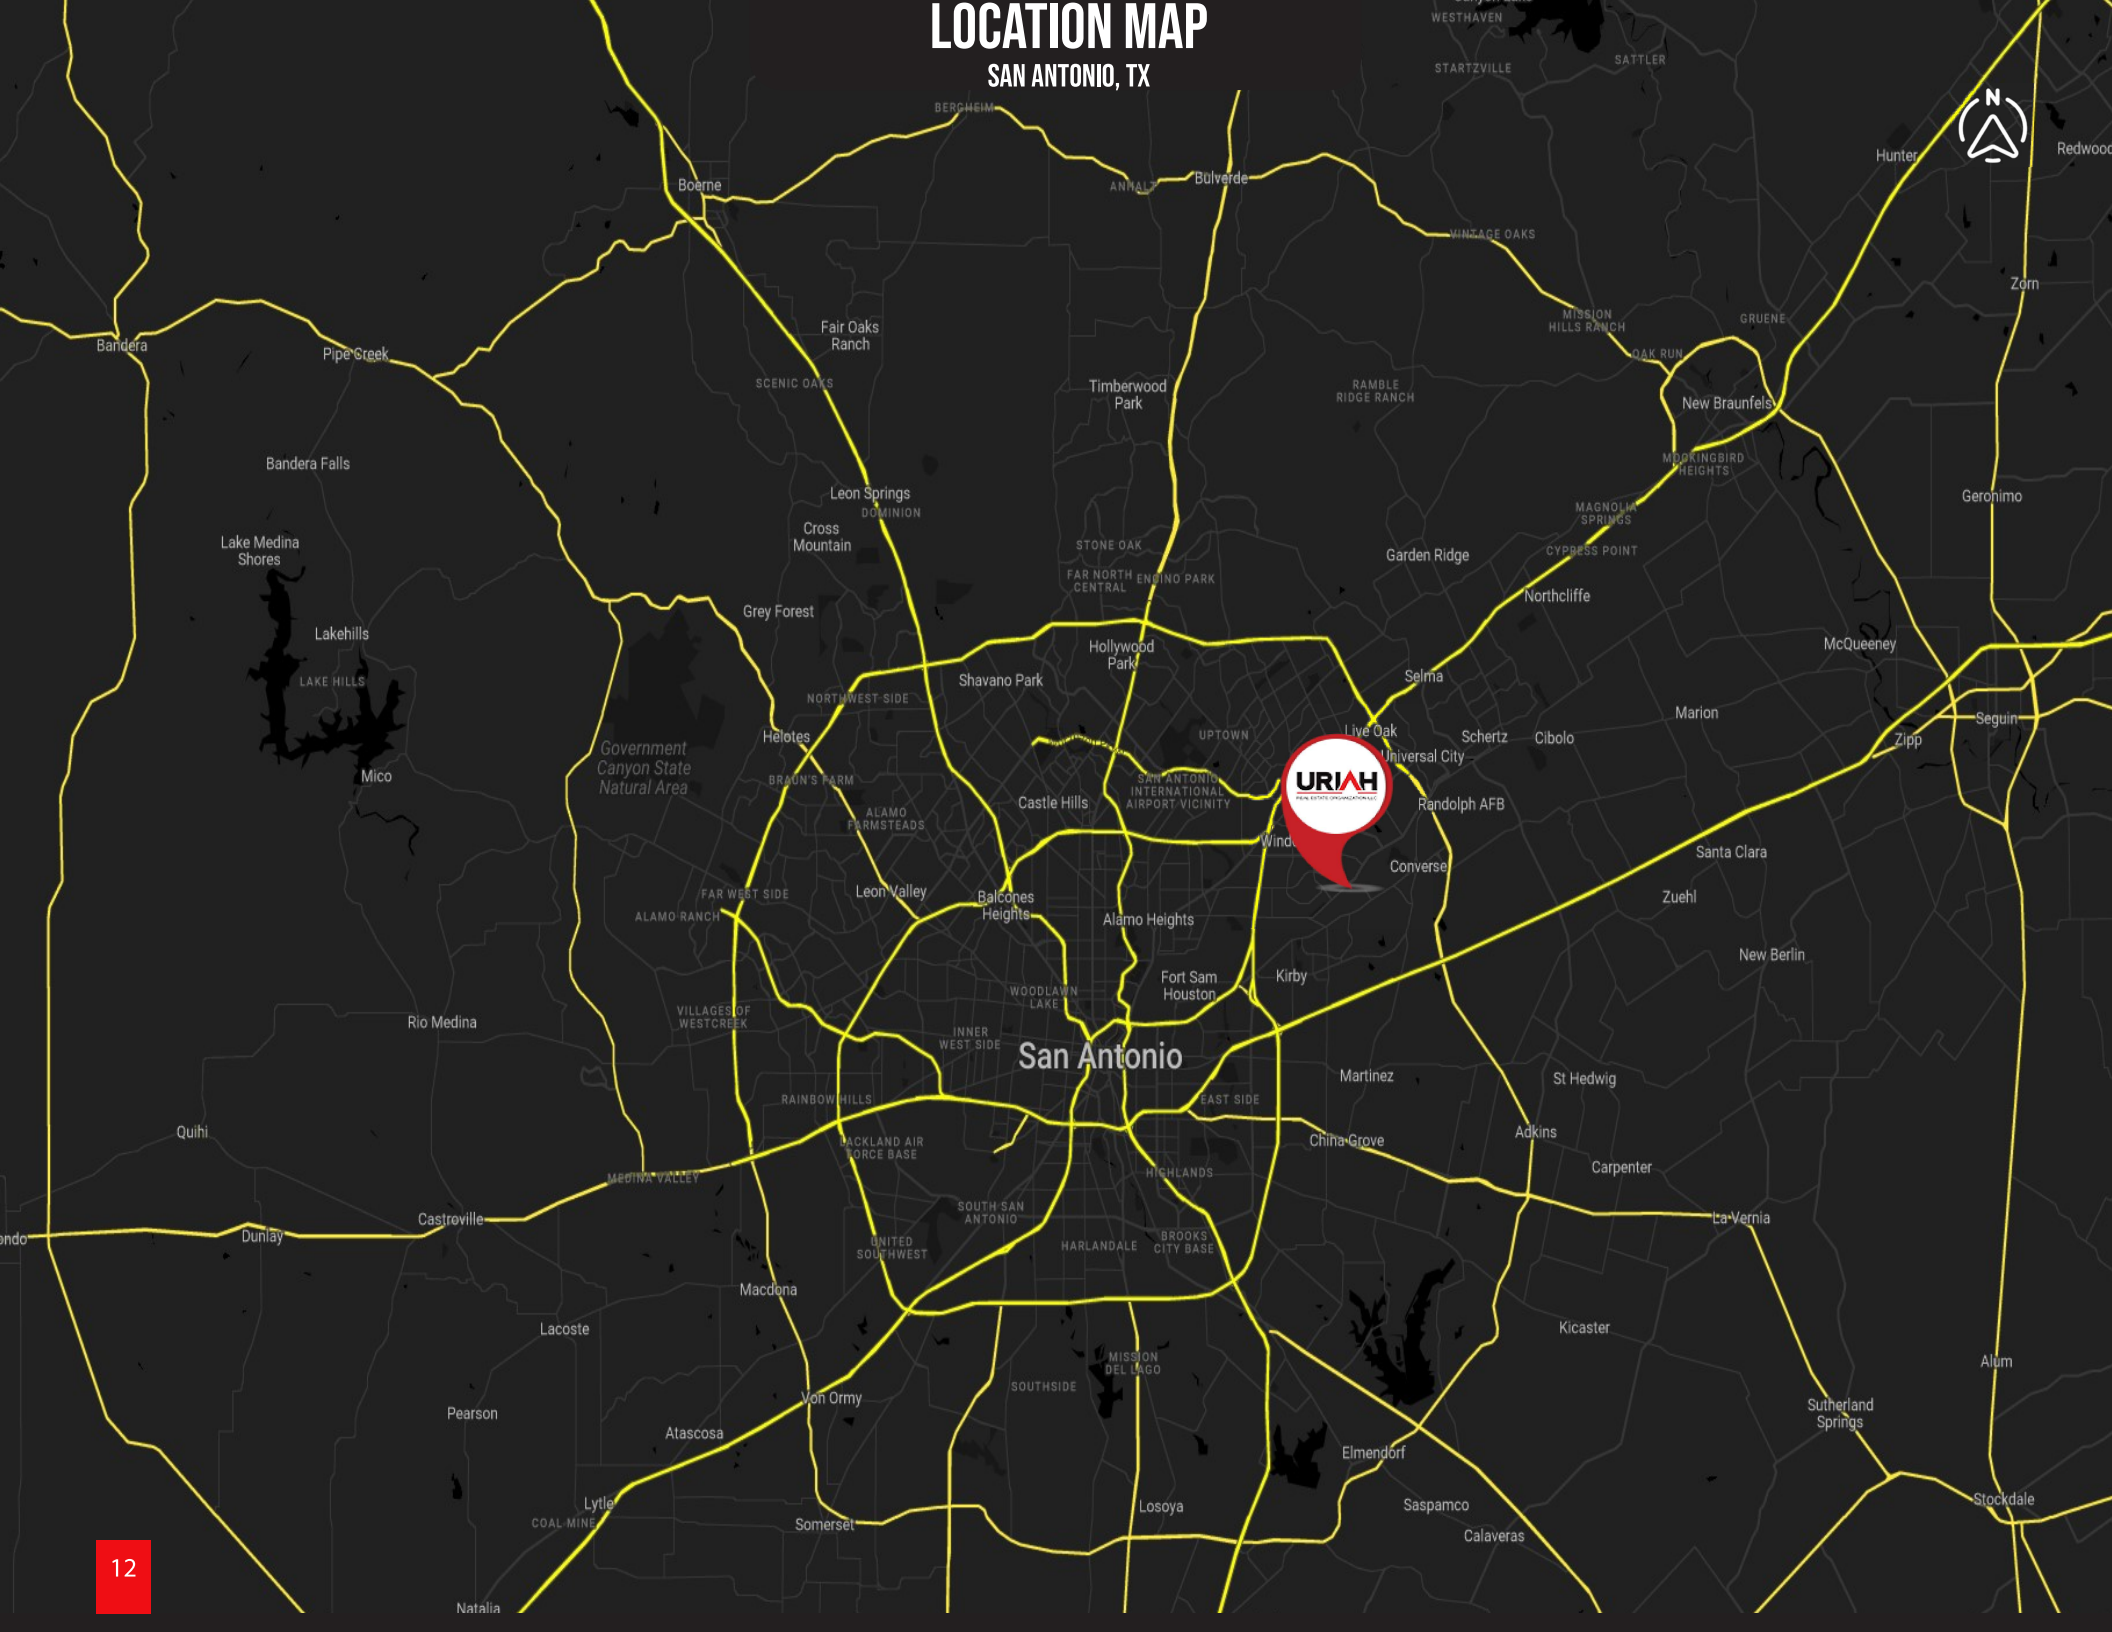 LOCATION MAP
SAN ANTONIO, TX
WESTHAVEN
STARTZVILLE
SATTLER
BERGHEIM
N
Hunter
Redwood
Boerne
ANHALT
Bulverde
VINTAGE OAKS
Zorn
Fair Oaks
Ranch
MISSION
HILLS RANCH
GRUENE
Bandera
Pipe Creek
OAK RUN
SCENIC OAKS
Timberwood
Park
RAMBLE
RIDGE RANCH
New Braunfels
Bandera Falls
MOCKINGBIRD
HEIGHTS
Leon Springs
DOMINION
Geronimo
MAGNOLIA
SPRINGS
Cross
Mountain
Lake Medina
Shores
STONE OAK
Garden Ridge
CYPRESS POINT
FAR NORTH
CENTRAL
ENCINO PARK
Northcliffe
Grey Forest
Lakehills
Hollywood
Park
McQueeney
LAKE HILLS
Shavano Park
Selma
NORTHWEST SIDE
Marion
Seguin
Helotes
UPTOWN
Live Oak
Schertz
Cibolo
Zipp
Government
Canyon State
Natural Area
Universal City
Mico
BRAUN'S FARM
SAN ANTONIO
INTERNATIONAL
AIRPORT VICINITY
URIAH
REAL ESTATE ORGANIZATION LLC
Castle Hills
Randolph AFB
ALAMO
FARMSTEADS
Windc
Santa Clara
Converse
FAR WEST SIDE
Leon Valley
Balcones
Heights
Zuehl
ALAMO RANCH
Alamo Heights
New Berlin
Fort Sam
Houston
Kirby
WOODLAWN
LAKE
VILLAGES OF
WESTCREEK
Rio Medina
INNER
WEST SIDE
San Antonio
Martinez
St Hedwig
RAINBOW HILLS
EAST SIDE
Quihi
LACKLAND AIR
FORCE BASE
China Grove
Adkins
Carpenter
MEDINA VALLEY
HIGHLANDS
Castroville
SOUTH SAN
ANTONIO
La Vernia
ondo
Dunlay
UNITED
SOUTHWEST
HARLANDALE
BROOKS
CITY BASE
Macdona
Lacoste
Kicaster
MISSION
DEL LAGO
Alum
SOUTHSIDE
Von Ormy
Sutherland
Springs
Pearson
Atascosa
Elmendorf
Lytle
Losoya
Saspamco
Stockdale
COAL MINE
Somerset
Calaveras
12
Natalia